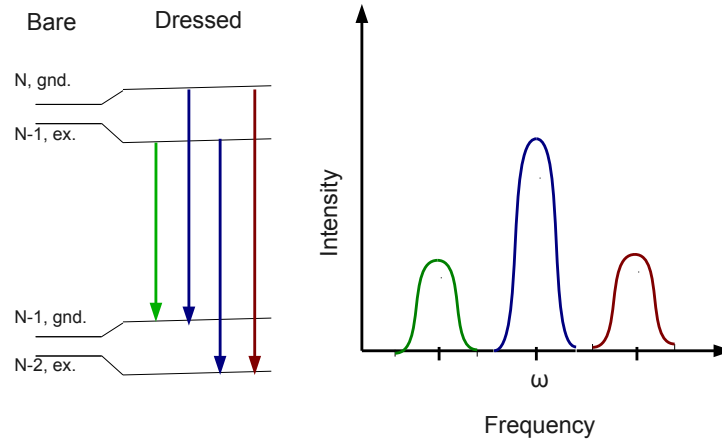 Bare
Dressed
N, gnd.
N-1, ex.
N-1, gnd.
N-2, ex.
Intensity
ω
Frequency